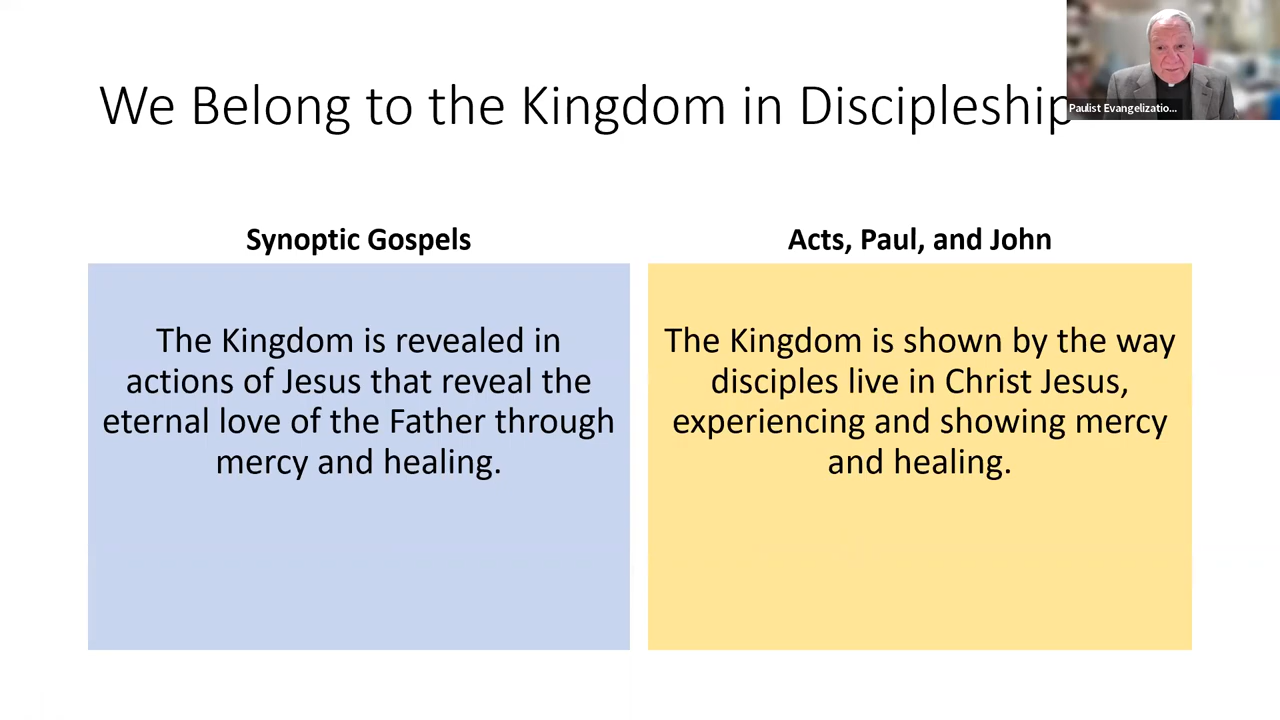 We Belong to the Kingdom in Discipleship
Paulist Evangelizatio...
Synoptic Gospels
The Kingdom is revealed in
actions of Jesus that reveal the
eternal love of the Father through
mercy and healing.
Acts, Paul, and John
The Kingdom is shown by the way
disciples live in Christ Jesus,
experiencing and showing mercy
and healing.